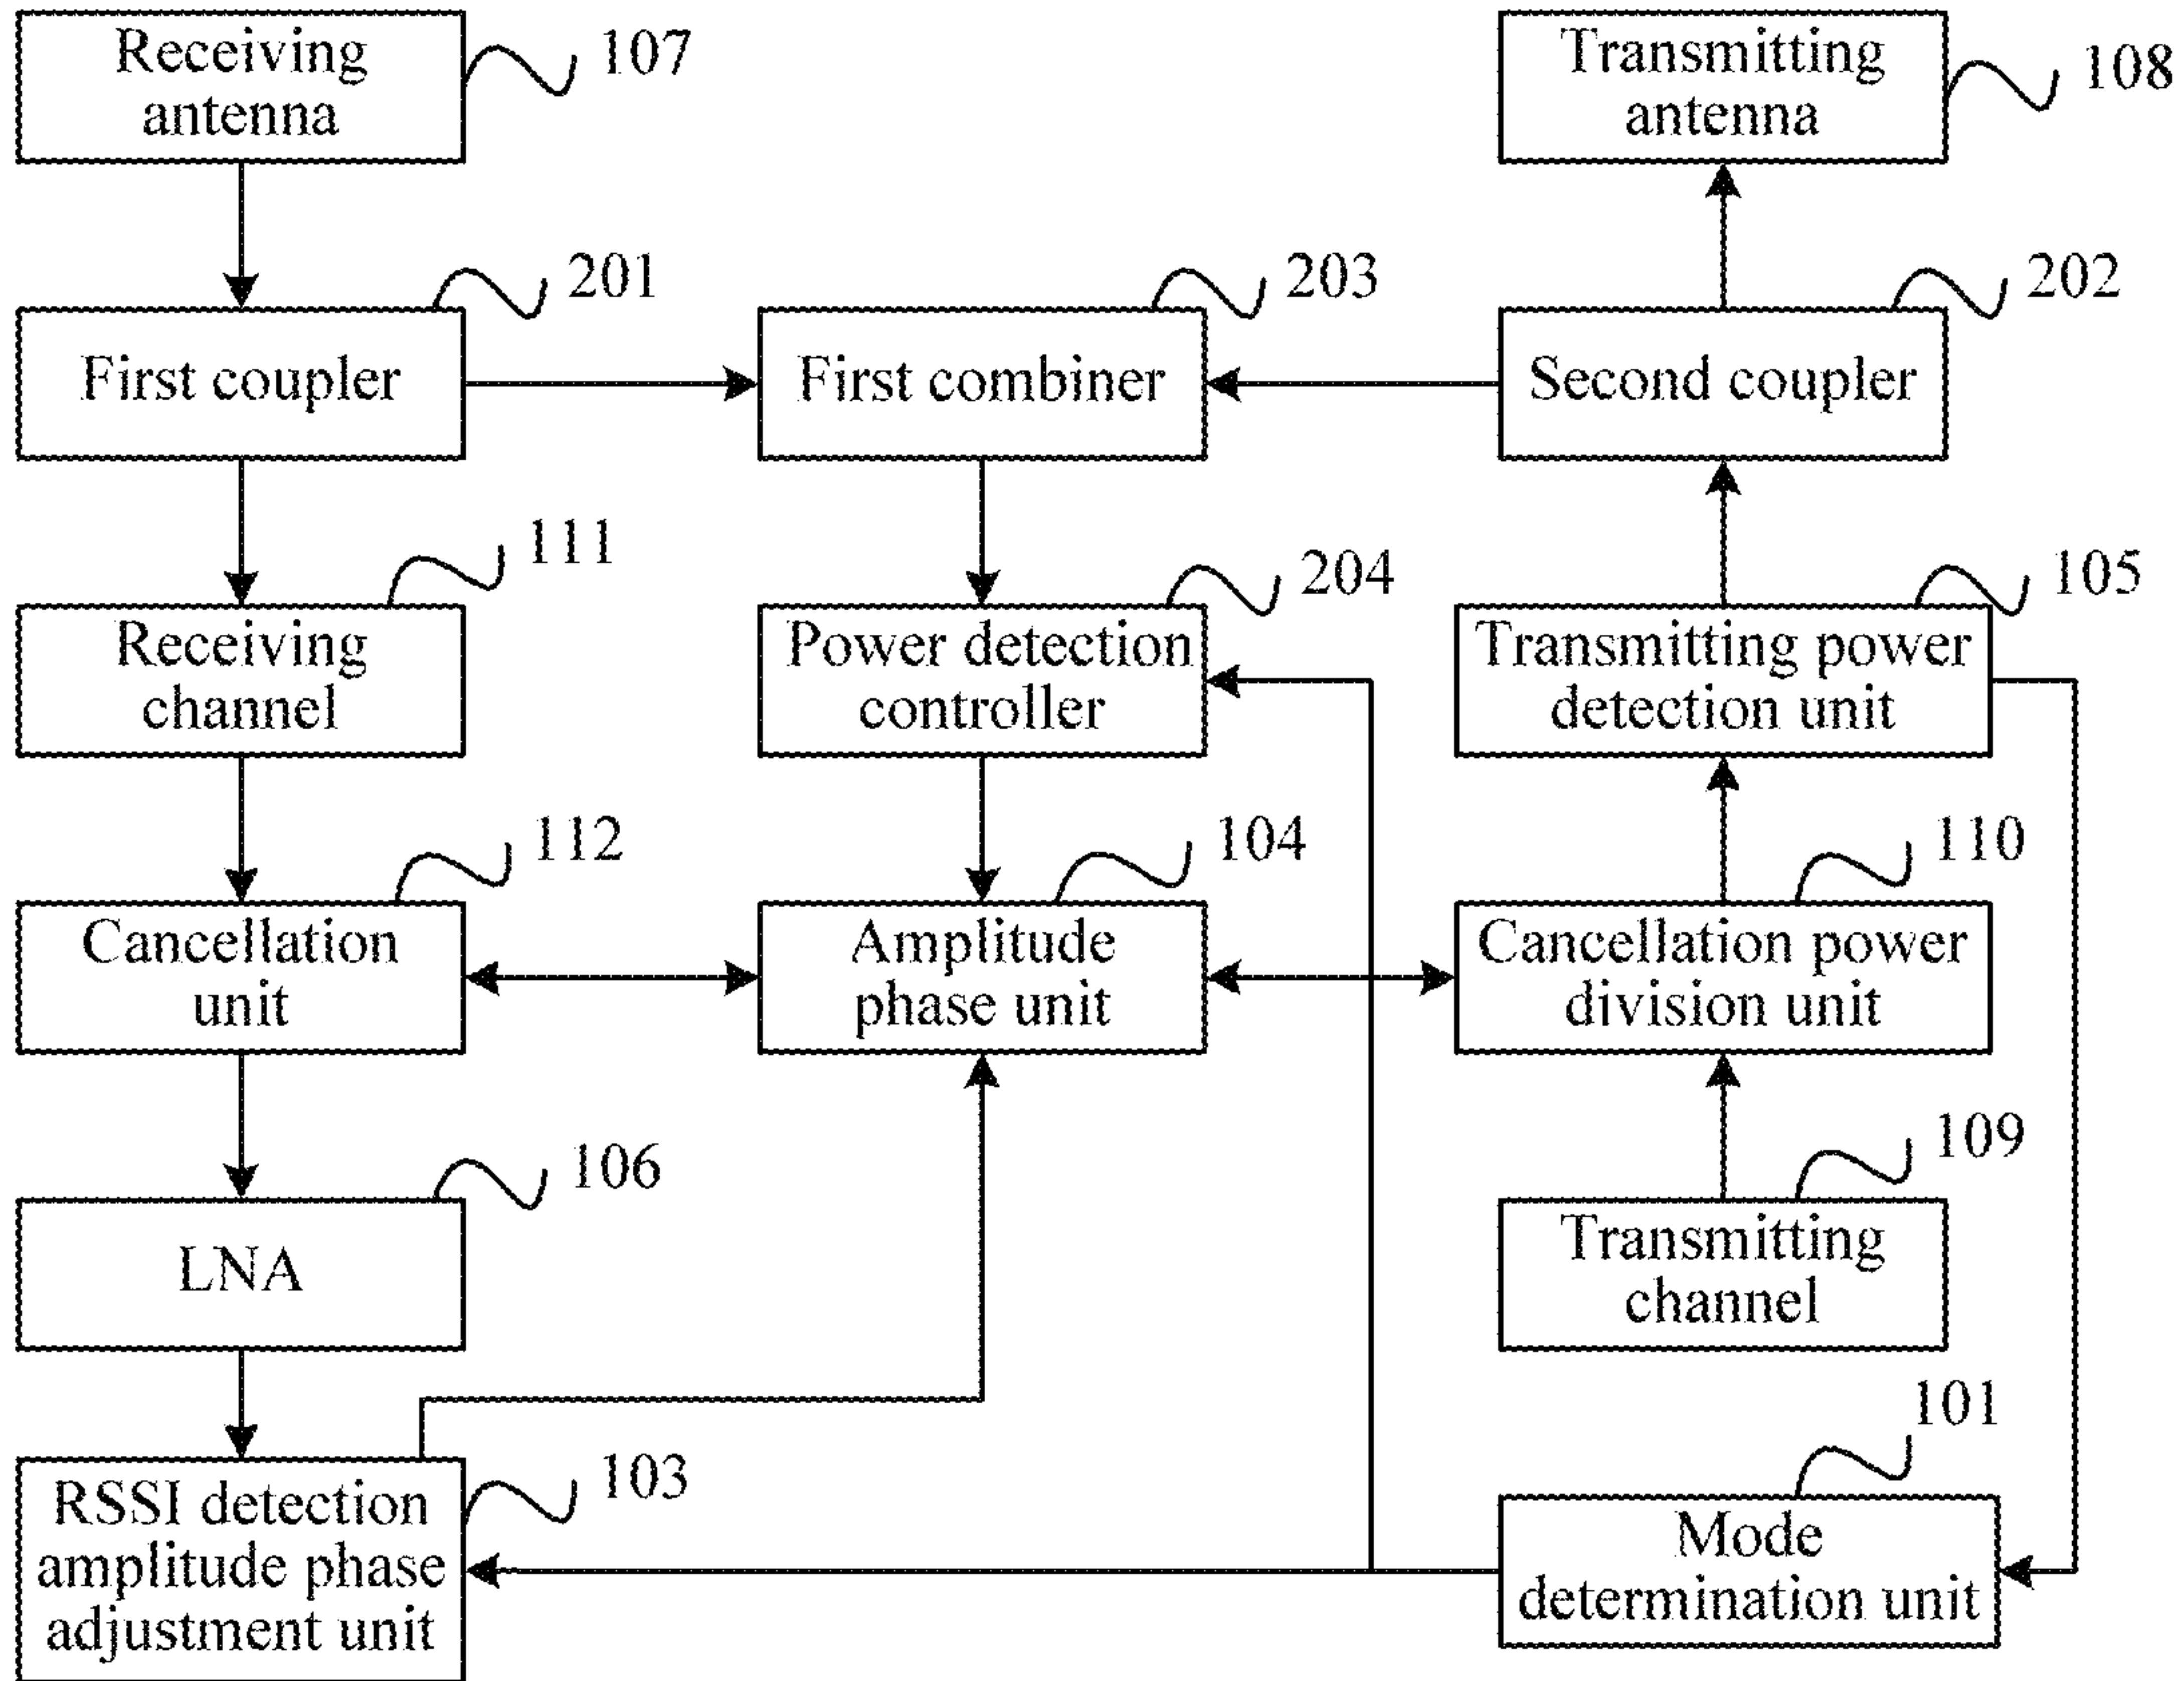 Receiving
antenna
107
Transmitting
antenna
108
201
203
202
First coupler
First combiner
Second coupler
111
204
105
Receiving
channel
Power detection
controller
Transmitting power
detection unit
112
104
110
Cancellation
unit
Amplitude
phase unit
Cancellation power
division unit
106
109
LNA
Transmitting
channel
101
103
RSSI detection
amplitude phase
adjustment unit
Mode
determination unit